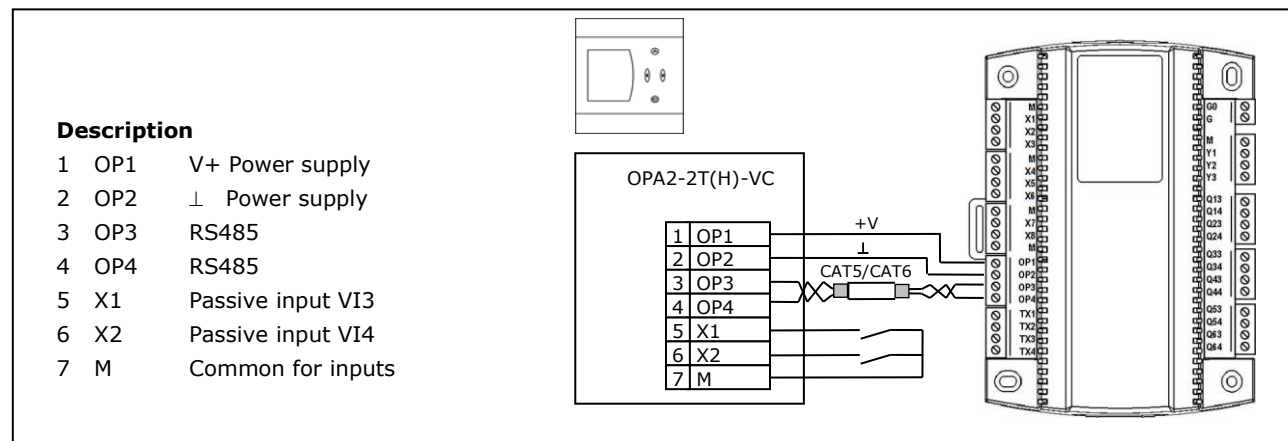 Description
1 OP1 V+ Power supply
2 OP2 ⊥ Power supply
3 OP3 RS485
4 OP4 RS485
5 X1 Passive input VI3
6 X2 Passive input VI4
7 M Common for inputs
OPA2-2T(H)-VC
1 OP1
2 OP2
3 OP3
4 OP4
5 X1
6 X2
7 M
+V
⊥
CAT5/CAT6
M
X1
X2
X3
M
X4
X5
X6
M
X7
X8
M
OP1
OP2
OP3
OP4
TX1
TX2
TX3
TX4
G0
G
M
Y1
Y2
Y3
Q13
Q14
Q23
Q24
Q33
Q34
Q43
Q44
Q53
Q54
Q63
Q64